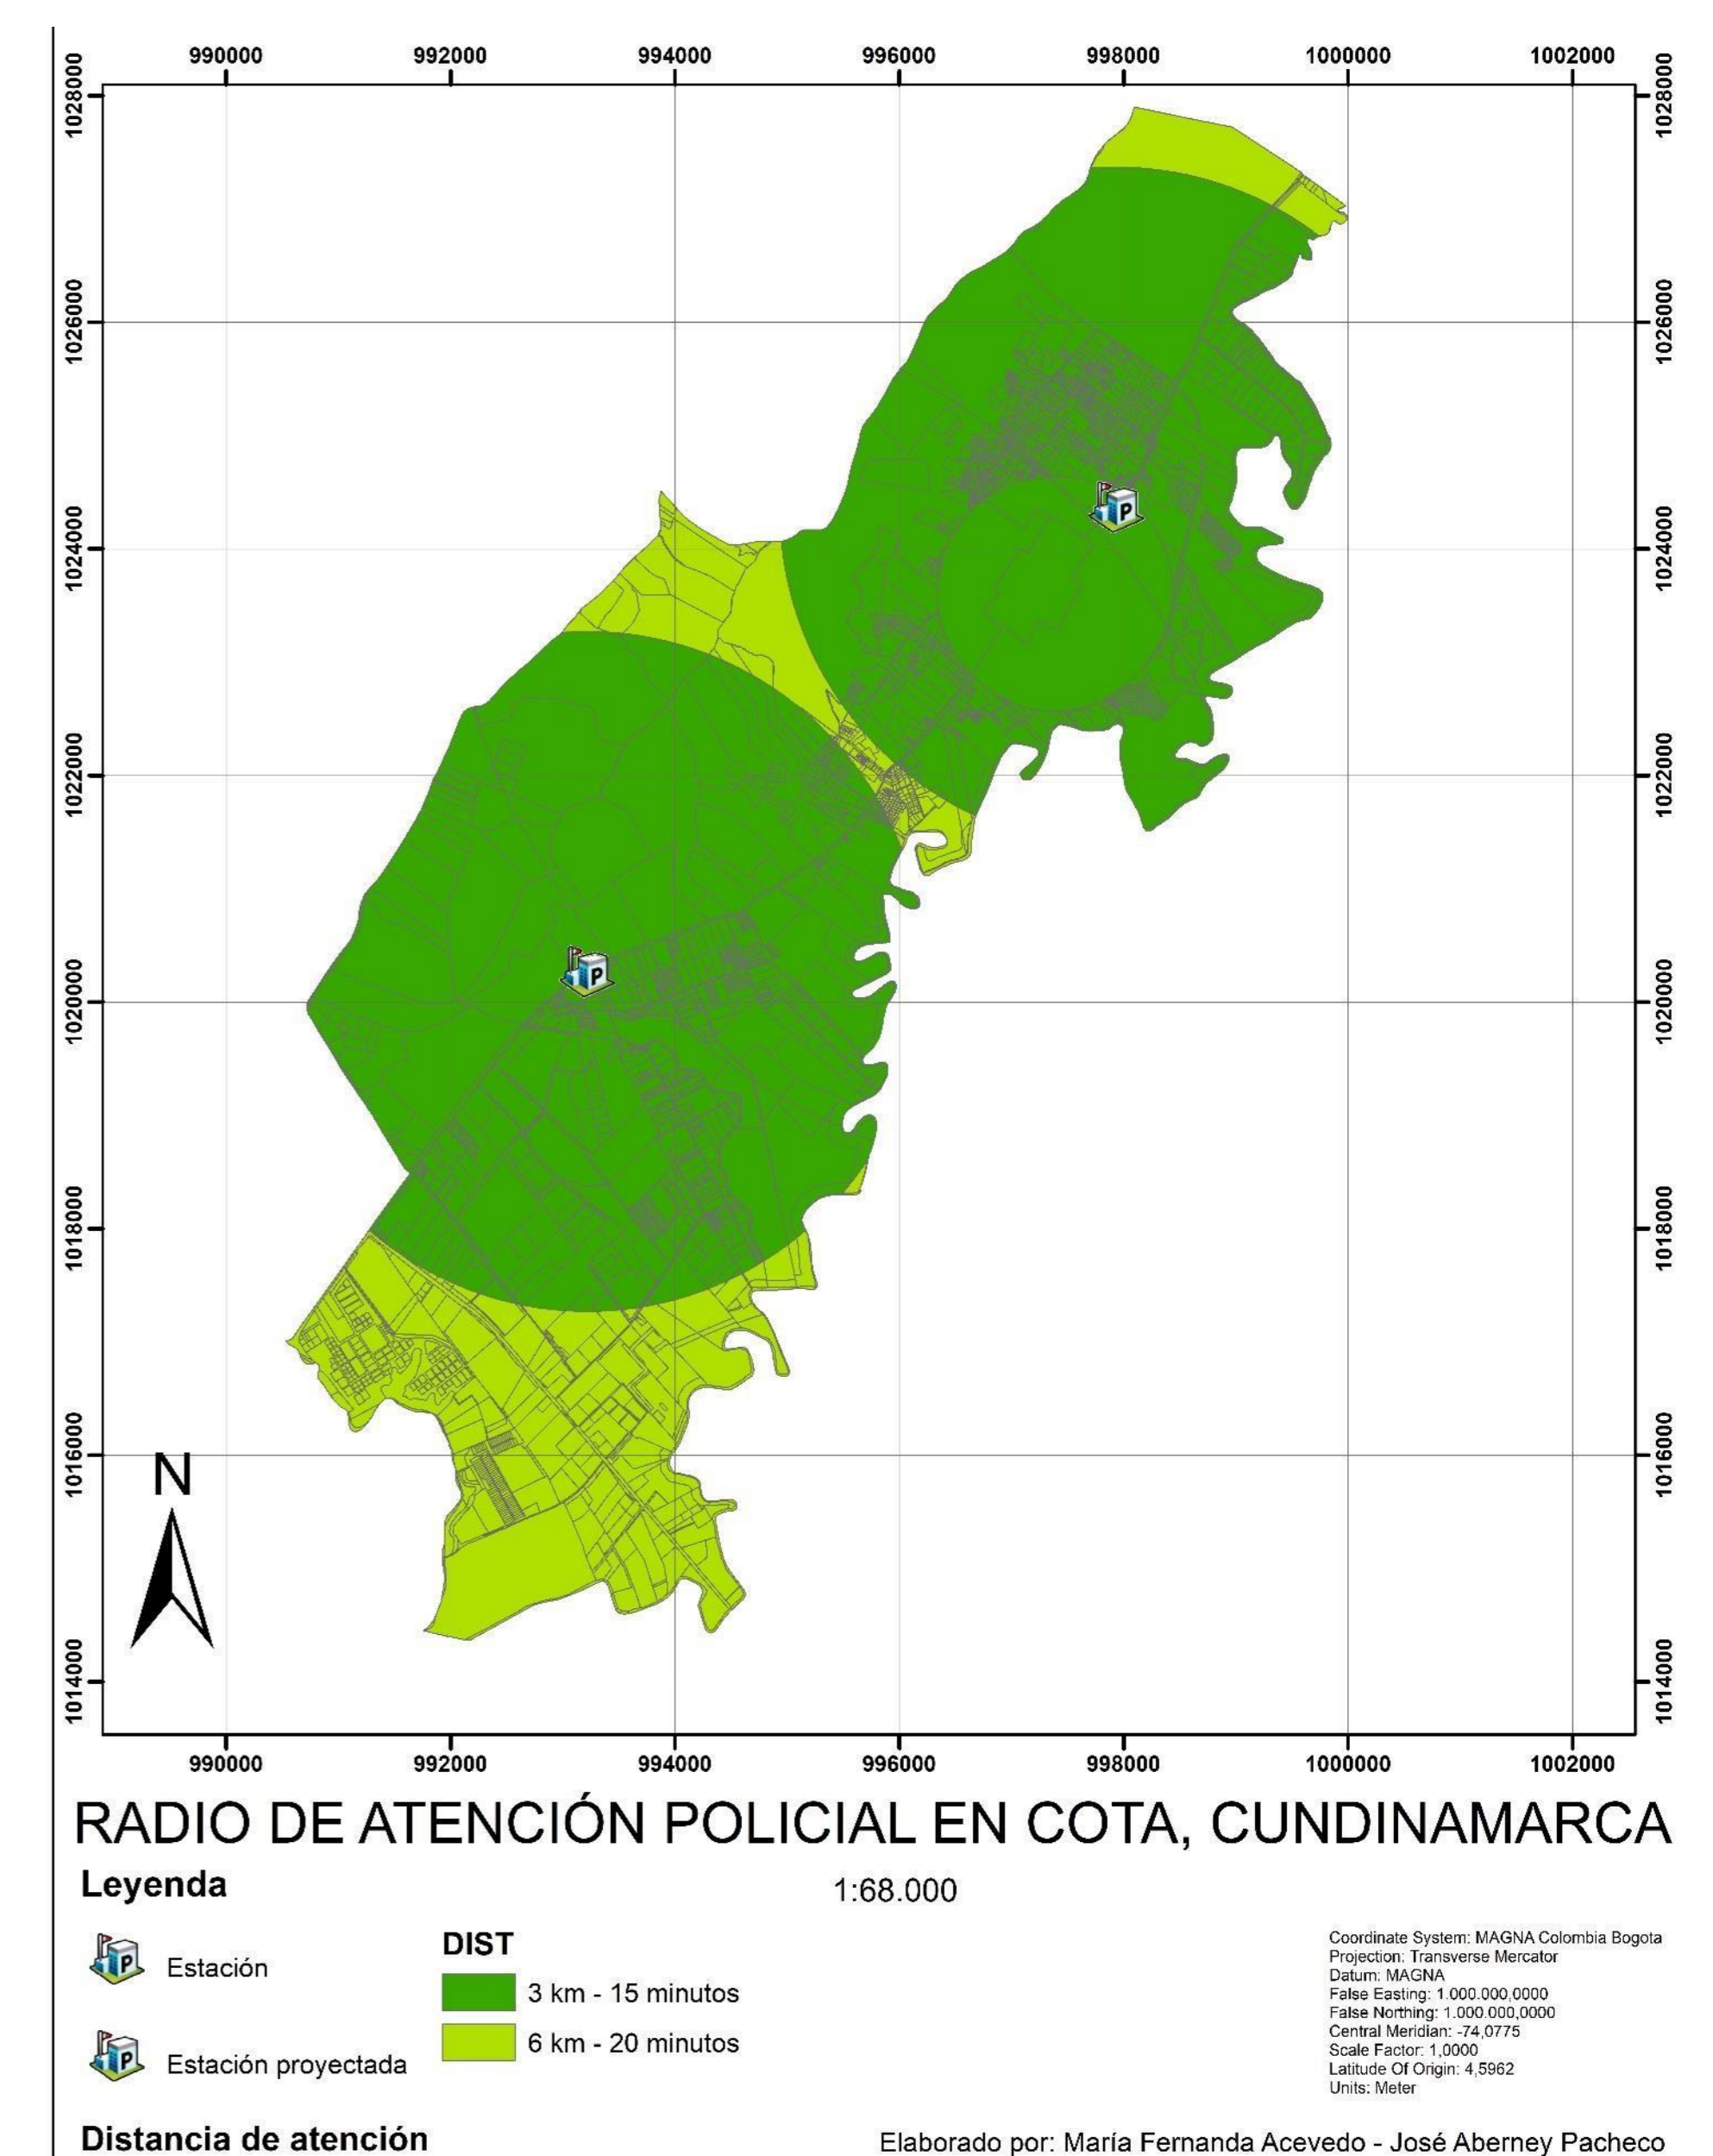 990000 992000 994000 996000 998000 1000000 1002000
1028000 1028000
1026000 1026000
1024000 1024000
1022000 1022000
1020000 1020000
1018000 1018000
1016000 1016000
1014000 1014000
P
P
N
990000 992000 994000 996000 998000 1000000 1002000
RADIO DE ATENCIÓN POLICIAL EN COTA, CUNDINAMARCA
Leyenda
1:68.000
P Estación
P Estación proyectada
DIST
3 km - 15 minutos
6 km - 20 minutos
Coordinate System: MAGNA Colombia Bogota
Projection: Transverse Mercator
Datum: MAGNA
False Easting: 1.000.000,0000
False Northing: 1.000.000,0000
Central Meridian: -74,0775
Scale Factor: 1,0000
Latitude Of Origin: 4,5962
Units: Meter
Distancia de atención
Elaborado por: María Fernanda Acevedo - José Aberney Pacheco